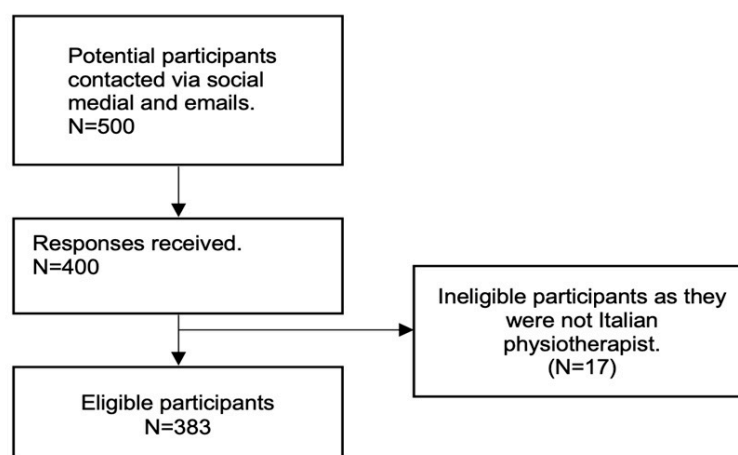 Potential participants
contacted via social
medial and emails.
N=500
Responses received.
N=400
Ineligible participants as they
were not Italian
physiotherapist.
(N=17)
Eligible participants
N=383